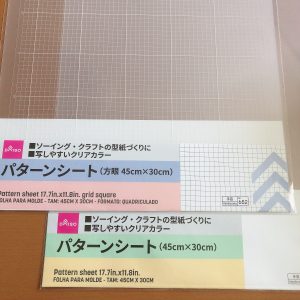 DAISO
■ソーイング・クラフトの型紙づくりに
■写しやすいクリアカラー
パターンシート(方眼 45cm×30cm)
Pattern sheet 17.7in.x11.8in. grid square
FOLHA PARA MOLDE - TAM: 45CM X 30CM - FORMATO: QUADRICULADO
DAISO
■ソーイング・クラフトの型紙づくりに
■写しやすいクリアカラー
パターンシート(45cm×30cm)
Pattern sheet 17.7in.x11.8in.
FOLHA PARA MOLDE - TAM: 45CM X 30CM